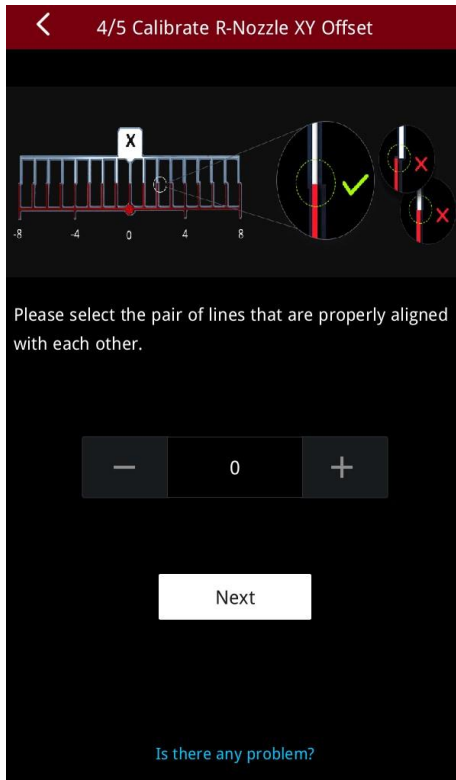 4/5 Calibrate R-Nozzle XY Offset
X
-8 -4 0 4 8
Please select the pair of lines that are properly aligned
with each other.
0
Next
Is there any problem?